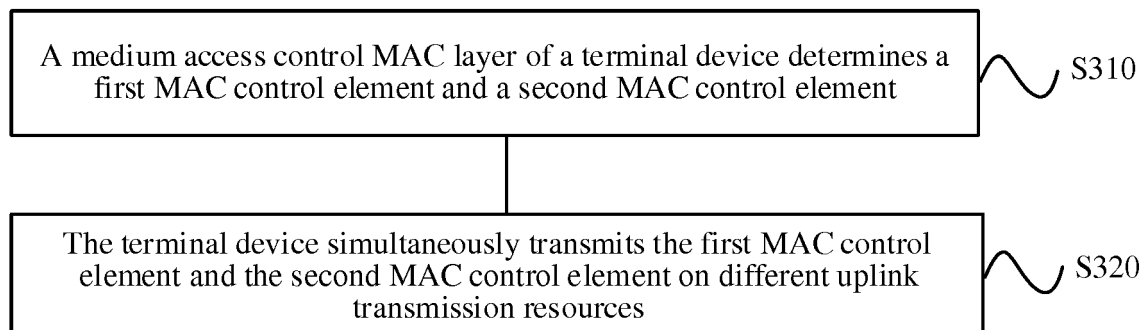 A medium access control MAC layer of a terminal device determines a
first MAC control element and a second MAC control element
S310
The terminal device simultaneously transmits the first MAC control
element and the second MAC control element on different uplink
transmission resources
S320